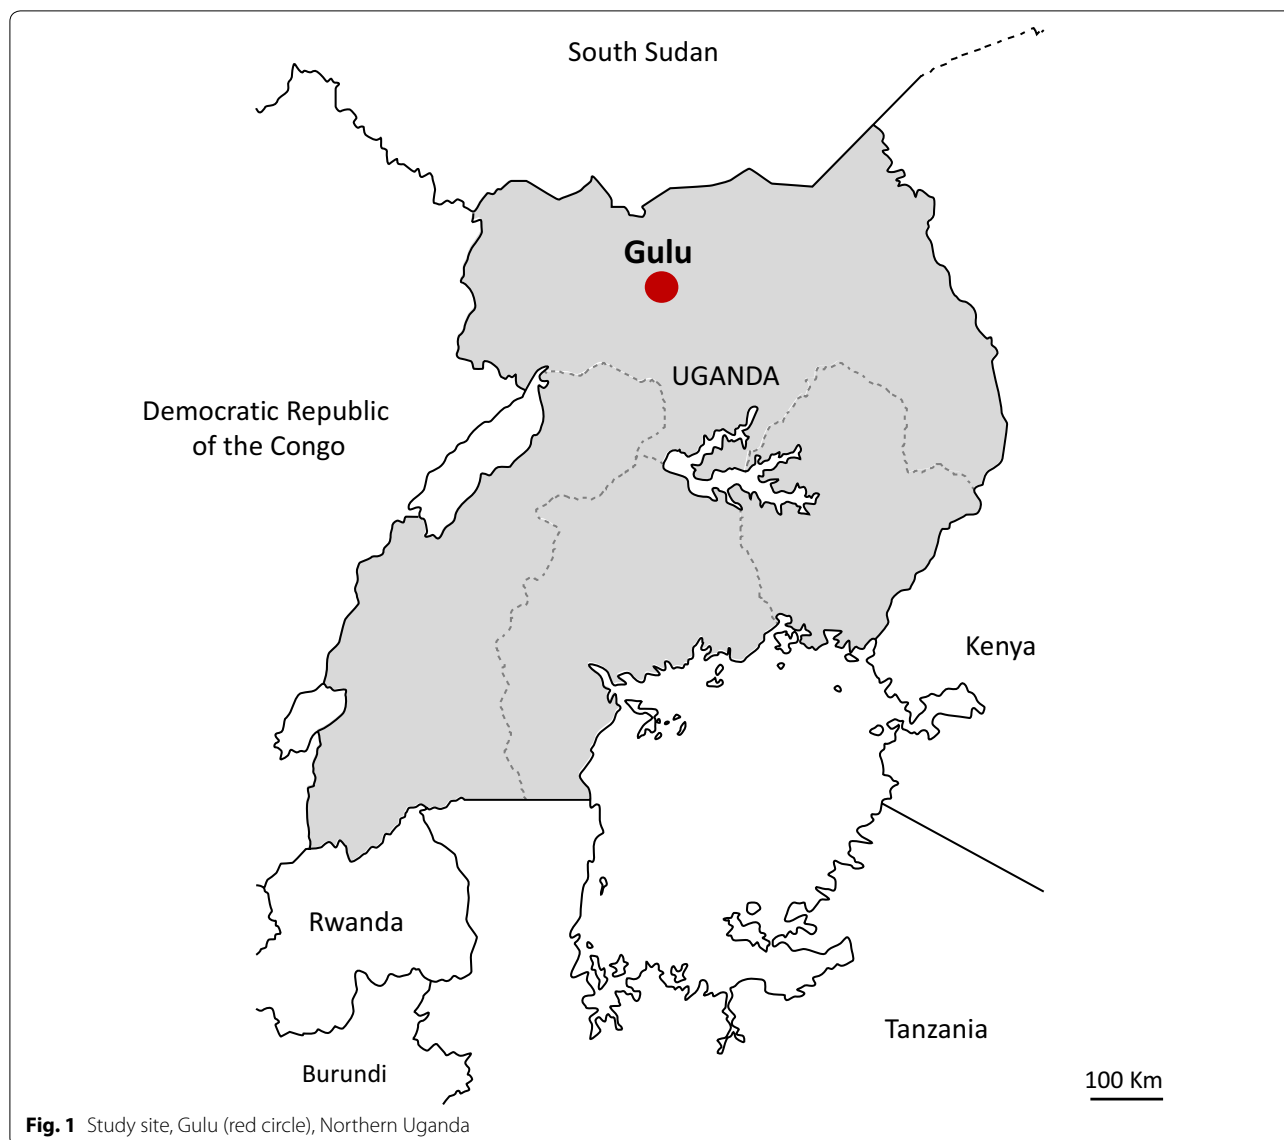 South Sudan
Gulu
UGANDA
Democratic Republic
of the Congo
Kenya
Rwanda
Tanzania
Burundi
100 Km
Fig. 1 Study site, Gulu (red circle), Northern Uganda